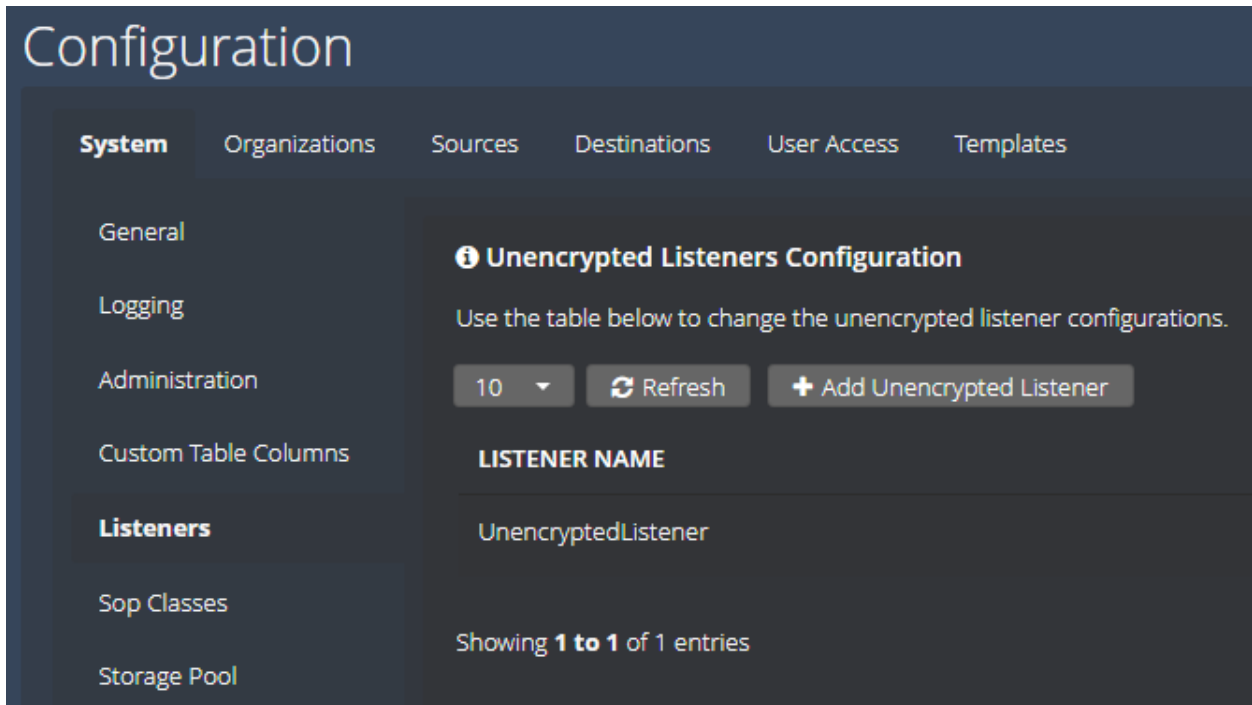 Configuration
System Organizations Sources Destinations User Access Templates
General
Logging
Administration
Custom Table Columns
Listeners
Sop Classes
Storage Pool
Unencrypted Listeners Configuration
Use the table below to change the unencrypted listener configurations.
10 Refresh Add Unencrypted Listener
LISTENER NAME
UnencryptedListener
Showing 1 to 1 of 1 entries